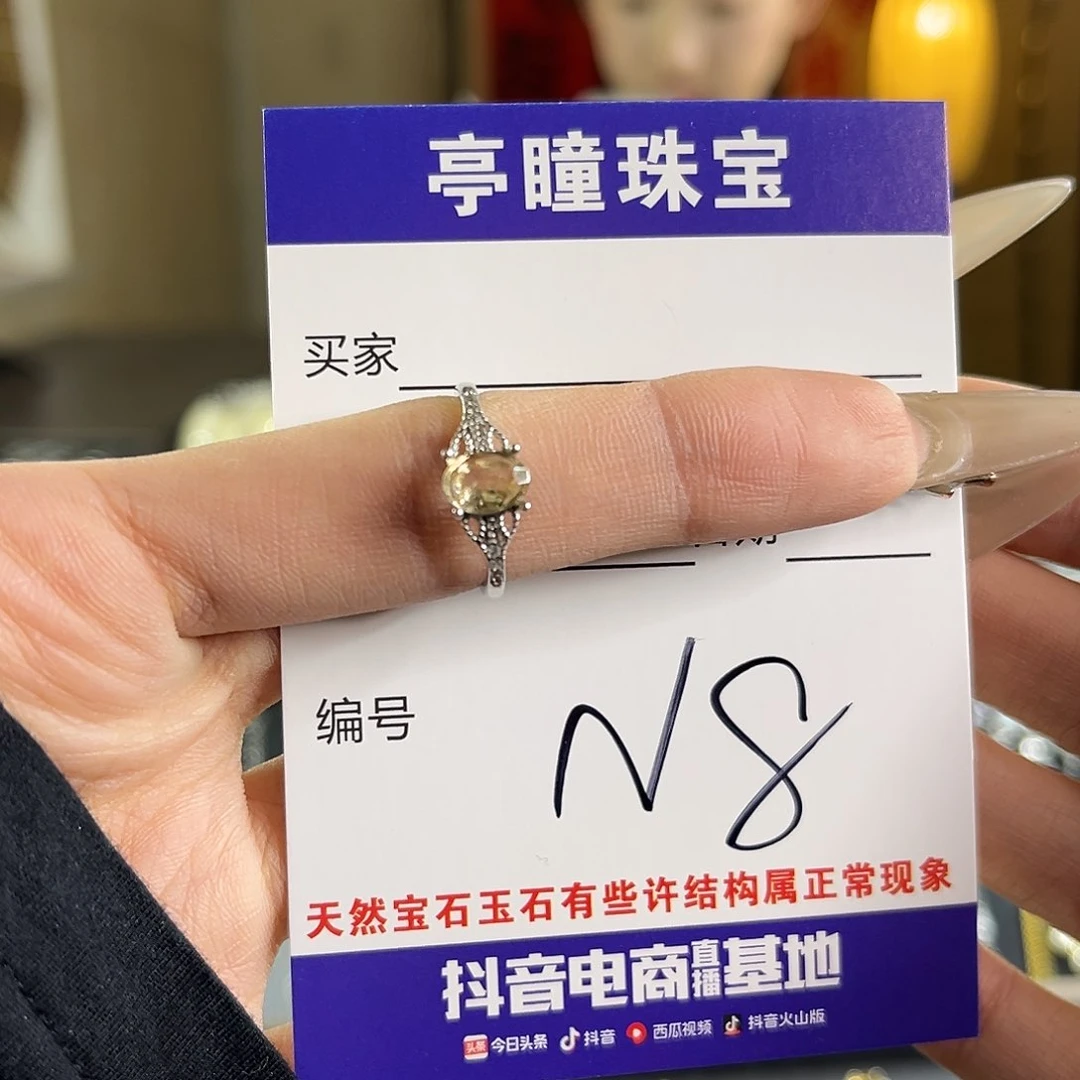 亭瞳珠宝
买家
编号 N8
天然宝石玉石有些许结构属正常现象
抖音电商直播基地
头条 今日头条 抖音 西瓜视频 抖音火山版